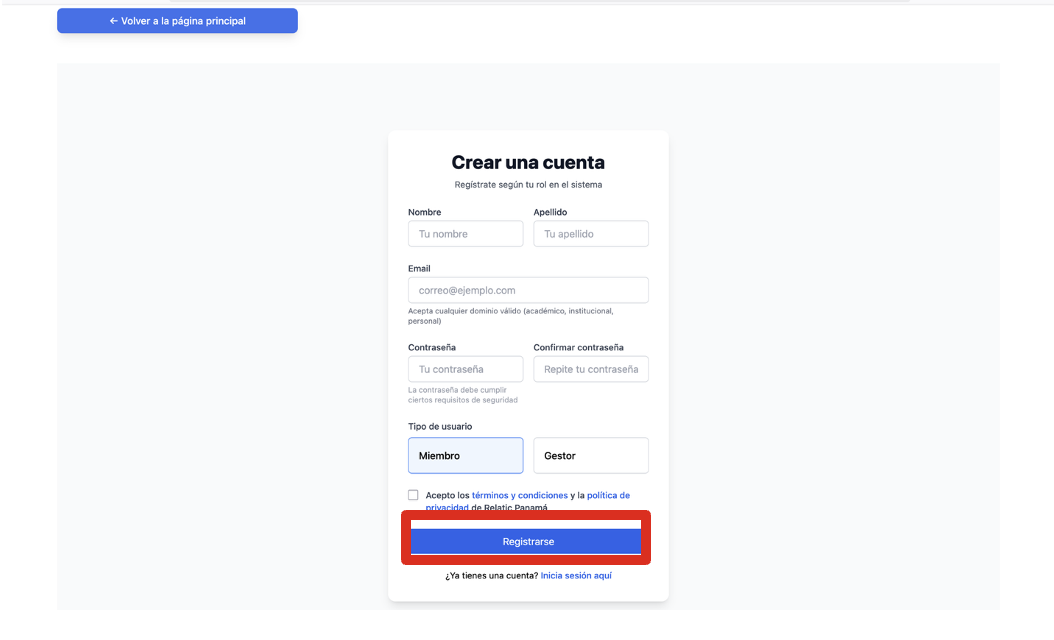 ← Volver a la página principal
Crear una cuenta
Regístrate según tu rol en el sistema
Nombre
Apellido
Tu nombre
Tu apellido
Email
correo@ejemplo.com
Acepta cualquier dominio válido (académico, institucional,
personal)
Contraseña
Confirmar contraseña
Tu contraseña
Repite tu contraseña
La contraseña debe cumplir
ciertos requisitos de seguridad
Tipo de usuario
Miembro
Gestor
Acepto los términos y condiciones y la política de
privacidad de Relatic Panamá
Registrarse
¿Ya tienes una cuenta? Inicia sesión aquí